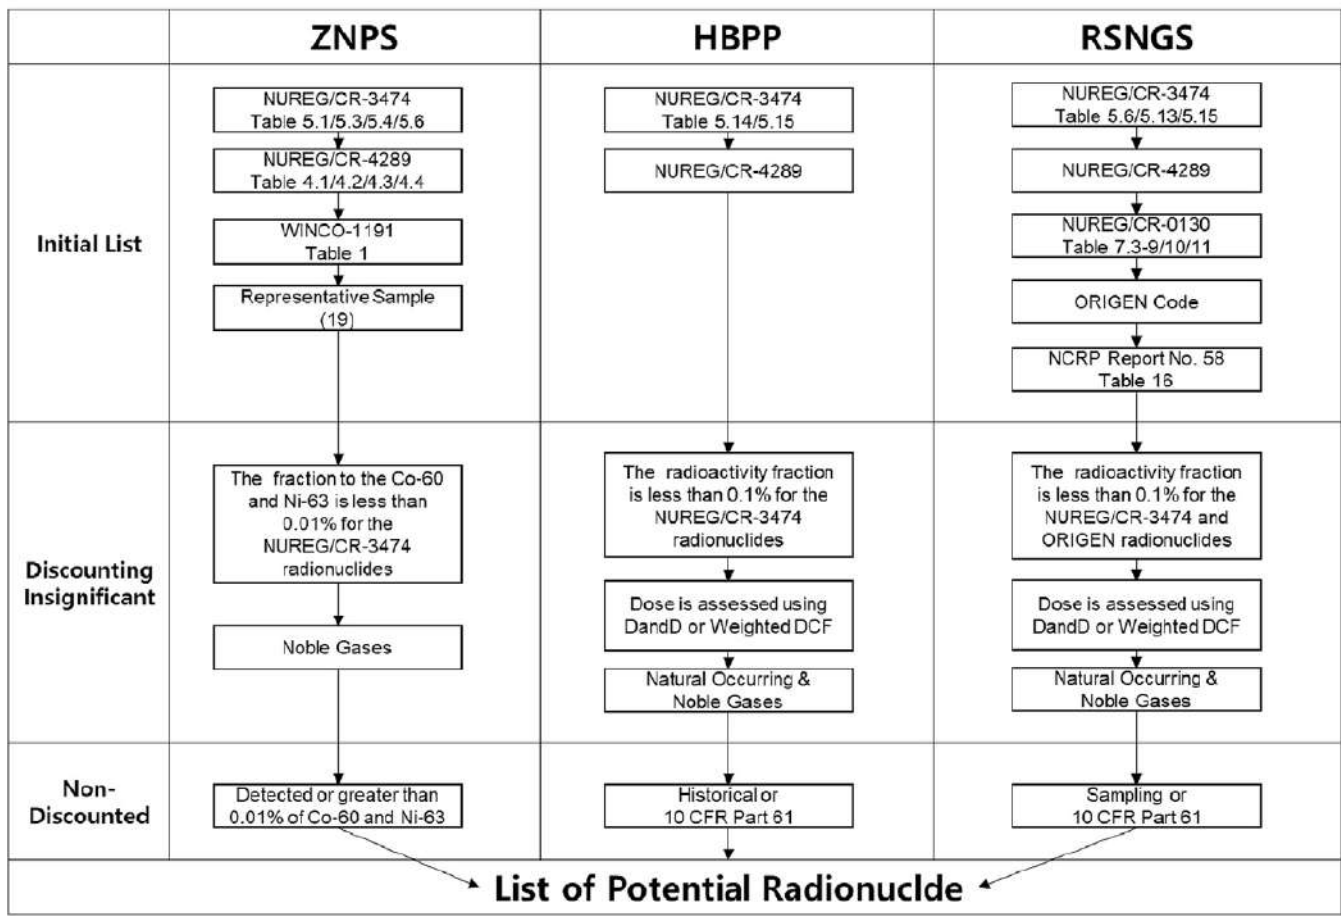 ZNPS
HBPP
RSNGS
Initial List
NUREG/CR-3474
Table 5.1/5.3/5.4/5.6
NUREG/CR-4289
Table 4.1/4.2/4.3/4.4
WINCO-1191
Table 1
Representative Sample
(19)
NUREG/CR-3474
Table 5.14/5.15
NUREG/CR-4289
NUREG/CR-3474
Table 5.6/5.13/5.15
NUREG/CR-4289
NUREG/CR-0130
Table 7.3-9/10/11
ORIGEN Code
NCRP Report No. 58
Table 16
Discounting
Insignificant
The fraction to the Co-60
and Ni-63 is less than
0.01% for the
NUREG/CR-3474
radionuclides
Noble Gases
The radioactivity fraction
is less than 0.1% for the
NUREG/CR-3474
radionuclides
Dose is assessed using
DandD or Weighted DCF
Natural Occurring &
Noble Gases
The radioactivity fraction
is less than 0.1% for the
NUREG/CR-3474 and
ORIGEN radionuclides
Dose is assessed using
DandD or Weighted DCF
Natural Occurring &
Noble Gases
Non-
Discounted
Detected or greater than
0.01% of Co-60 and Ni-63
Historical or
10 CFR Part 61
Sampling or
10 CFR Part 61
List of Potential Radionuclde